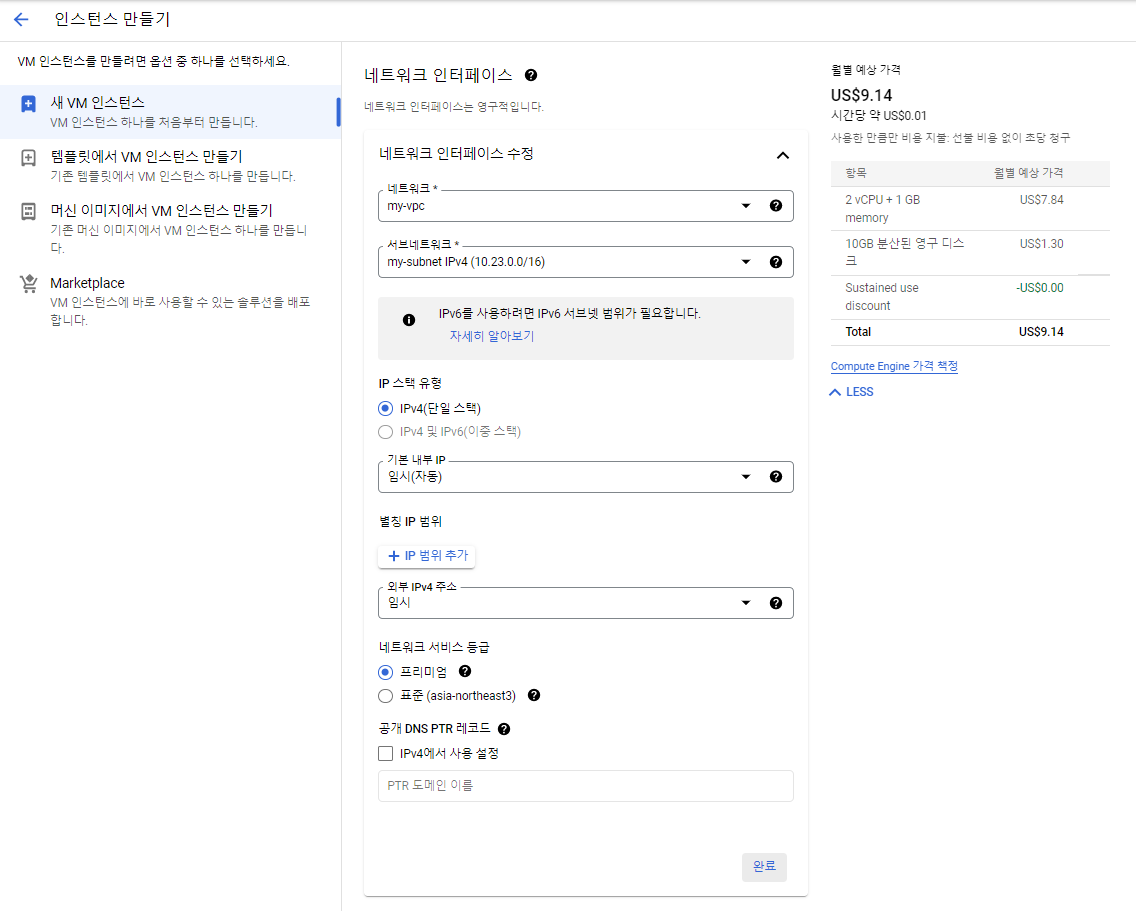 인스턴스 만들기
VM 인스턴스를 만들려면 옵션 중 하나를 선택하세요.
새 VM 인스턴스
VM 인스턴스 하나를 처음부터 만듭니다.
템플릿에서 VM 인스턴스 만들기
기존 템플릿에서 VM 인스턴스 하나를 만듭니다.
머신 이미지에서 VM 인스턴스 만들기
기존 머신 이미지에서 VM 인스턴스 하나를 만듭니
다.
Marketplace
VM 인스턴스에 바로 사용할 수 있는 솔루션을 배포
합니다.
네트워크 인터페이스
네트워크 인터페이스는 영구적입니다.
네트워크 인터페이스 수정
네트워크 *
my-vpc
서브네트워크 *
my-subnet IPv4 (10.23.0.0/16)
IPv6를 사용하려면 IPv6 서브넷 범위가 필요합니다.
자세히 알아보기
IP 스택 유형
IPv4(단일 스택)
IPv4 및 IPv6(이중 스택)
기본 내부 IP
임시(자동)
별칭 IP 범위
+ IP 범위 추가
외부 IPv4 주소
임시
네트워크 서비스 등급
프리미엄
표준 (asia-northeast3)
공개 DNS PTR 레코드
IPv4에서 사용 설정
PTR 도메인 이름
완료
월별 예상 가격
US$9.14
시간당 약 US$0.01
사용한 만큼만 비용 지불: 선불 비용 없이 초당 청구
항목 월별 예상 가격
2 vCPU + 1 GB US$7.84
memory
10GB 분산된 영구 디스 US$1.30
크
Sustained use -US$0.00
discount
Total US$9.14
Compute Engine 가격 책정
LESS